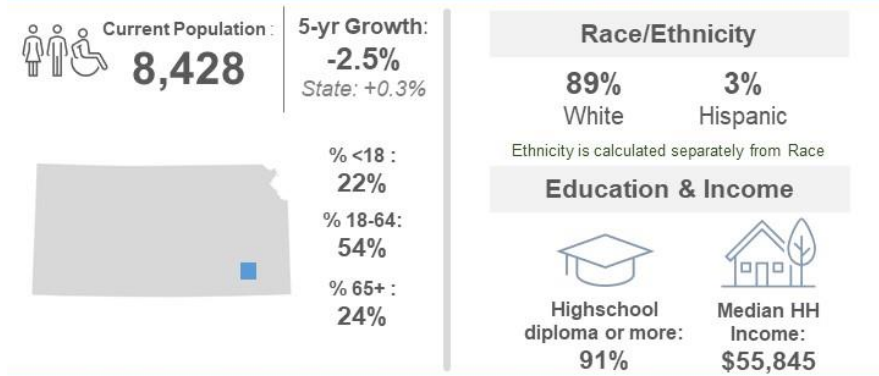 Current Population :
8,428
5-yr Growth:
-2.5%
State: +0.3%
% <18 :
22%
% 18-64:
54%
% 65+ :
24%
Race/Ethnicity
89%
White
3%
Hispanic
Ethnicity is calculated separately from Race
Education & Income
Highschool
diploma or more:
91%
Median HH
Income:
$55,845